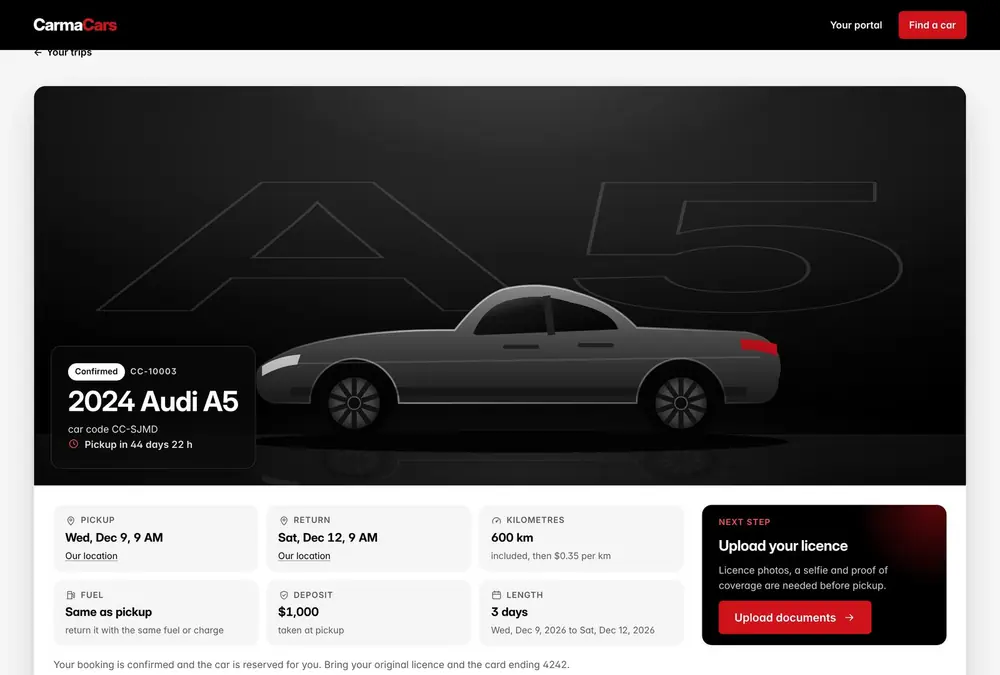 CarmaCars
Your portal
Find a car
← Your trips
A5
Confirmed CC-10003
2024 Audi A5
car code CC-SJMD
Pickup in 44 days 22 h
PICKUP
Wed, Dec 9, 9 AM
Our location
RETURN
Sat, Dec 12, 9 AM
Our location
KILOMETRES
600 km
included, then $0.35 per km
FUEL
Same as pickup
return it with the same fuel or charge
DEPOSIT
$1,000
taken at pickup
LENGTH
3 days
Wed, Dec 9, 2026 to Sat, Dec 12, 2026
NEXT STEP
Upload your licence
Licence photos, a selfie and proof of
coverage are needed before pickup.
Upload documents →
Your booking is confirmed and the car is reserved for you. Bring your original licence and the card ending 4242.